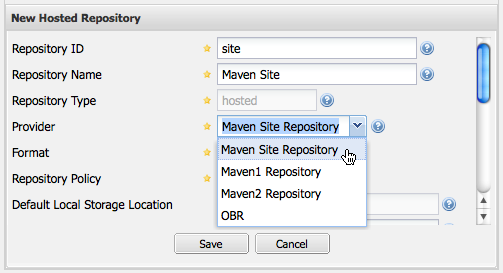 New Hosted Repository
Repository ID
site
Repository Name
Maven Site
Repository Type
hosted
Provider
Maven Site Repository
Format
Maven Site Repository
Maven1 Repository
Repository Policy
Maven2 Repository
Default Local Storage Location
OBR
Save
Cancel